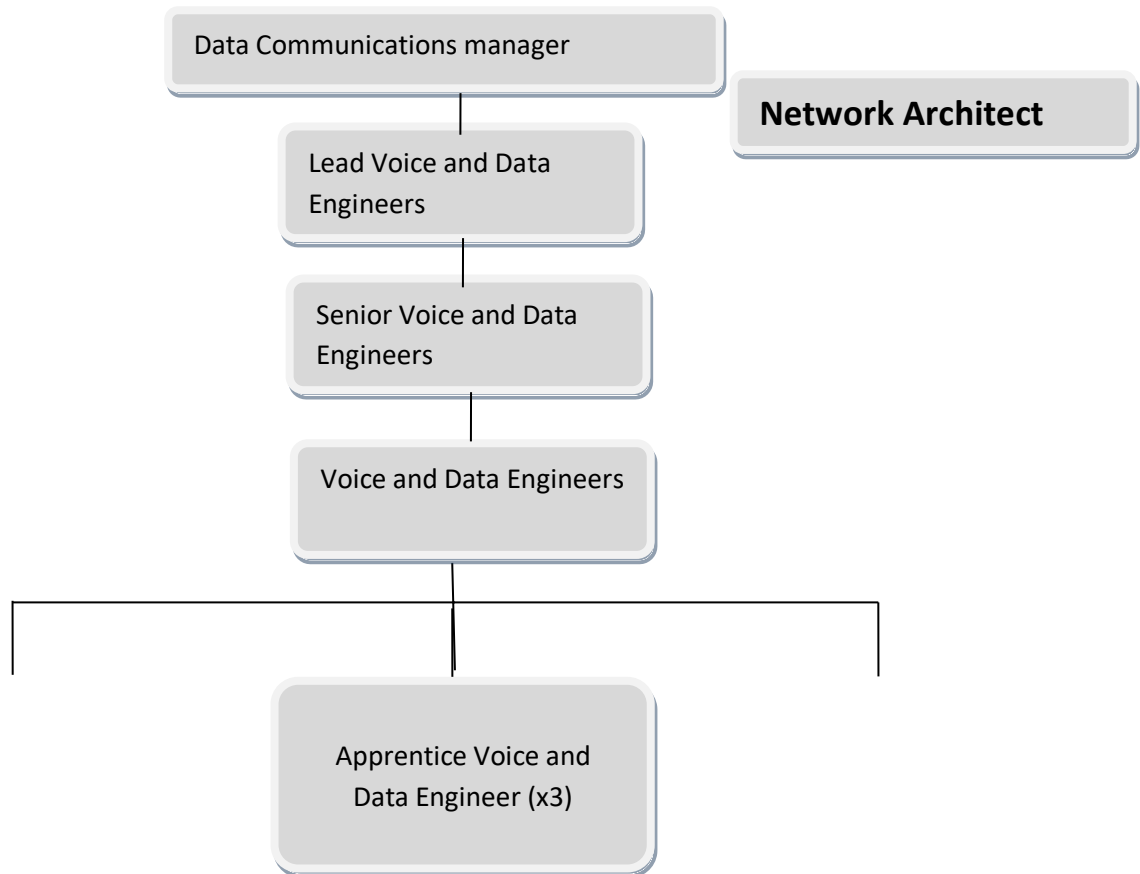 Data Communications manager
Network Architect
Lead Voice and Data
Engineers
Senior Voice and Data
Engineers
Voice and Data Engineers
Apprentice Voice and
Data Engineer (x3)